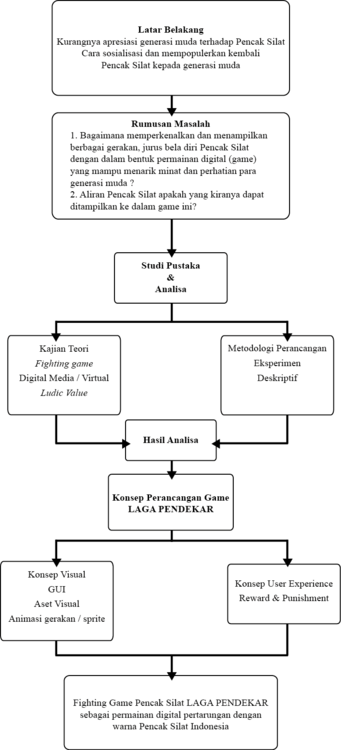 Latar Belakang
Kurangnya apresiasi generasi muda terhadap Pencak Silat
Cara sosialisasi dan mempopulerkan kembali
Pencak Silat kepada generasi muda
Rumusan Masalah
1. Bagaimana memperkenalkan dan menampilkan
berbagai gerakan, jurus bela diri Pencak Silat
dengan dalam bentuk permainan digital (game)
yang mampu menarik minat dan perhatian para
generasi muda ?
2. Aliran Pencak Silat apakah yang kiranya dapat
ditampilkan ke dalam game ini?
Studi Pustaka
&
Analisa
Kajian Teori
Fighting game
Digital Media / Virtual
Ludic Value
Metodologi Perancangan
Eksperimen
Deskriptif
Hasil Analisa
Konsep Perancangan Game
LAGA PENDEKAR
Konsep Visual
GUI
Aset Visual
Animasi gerakan / sprite
Konsep User Experience
Reward & Punishment
Fighting Game Pencak Silat LAGA PENDEKAR
sebagai permainan digital pertarungan dengan
warna Pencak Silat Indonesia